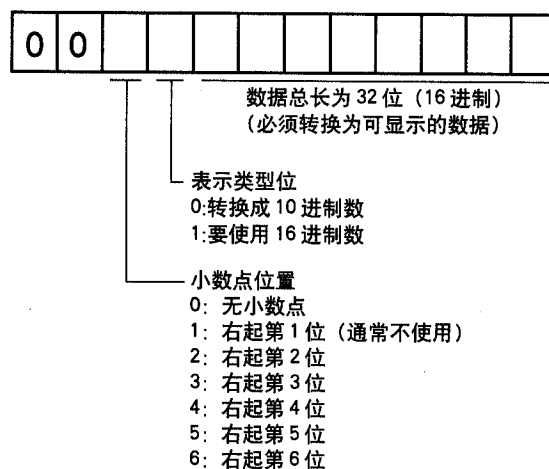 0 0
数据总长为 32 位（16 进制）
（必须转换为可显示的数据）
表示类型位
0:转换成 10 进制数
1:要使用 16 进制数
小数点位置
0: 无小数点
1: 右起第 1 位（通常不使用）
2: 右起第 2 位
3: 右起第 3 位
4: 右起第 4 位
5: 右起第 5 位
6: 右起第 6 位